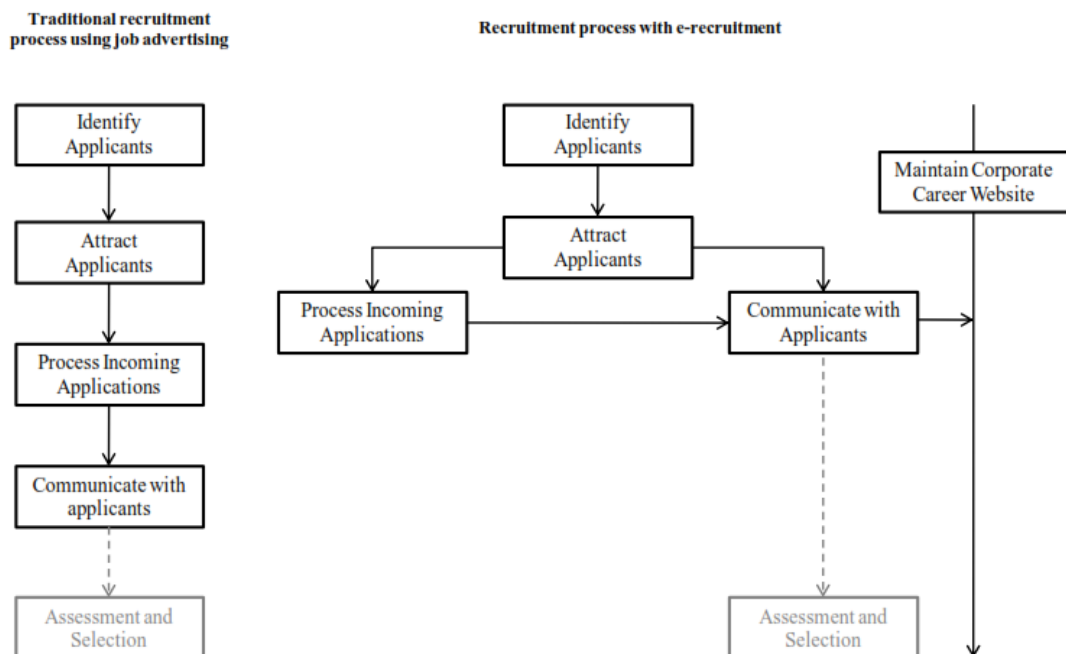 Traditional recruitment
process using job advertising
Identify
Applicants
Attract
Applicants
Process Incoming
Applications
Communicate with
applicants
Assessment and
Selection
Recruitment process with e-recruitment
Identify
Applicants
Attract
Applicants
Process Incoming
Applications
Communicate with
Applicants
Assessment and
Selection
Maintain Corporate
Career Website